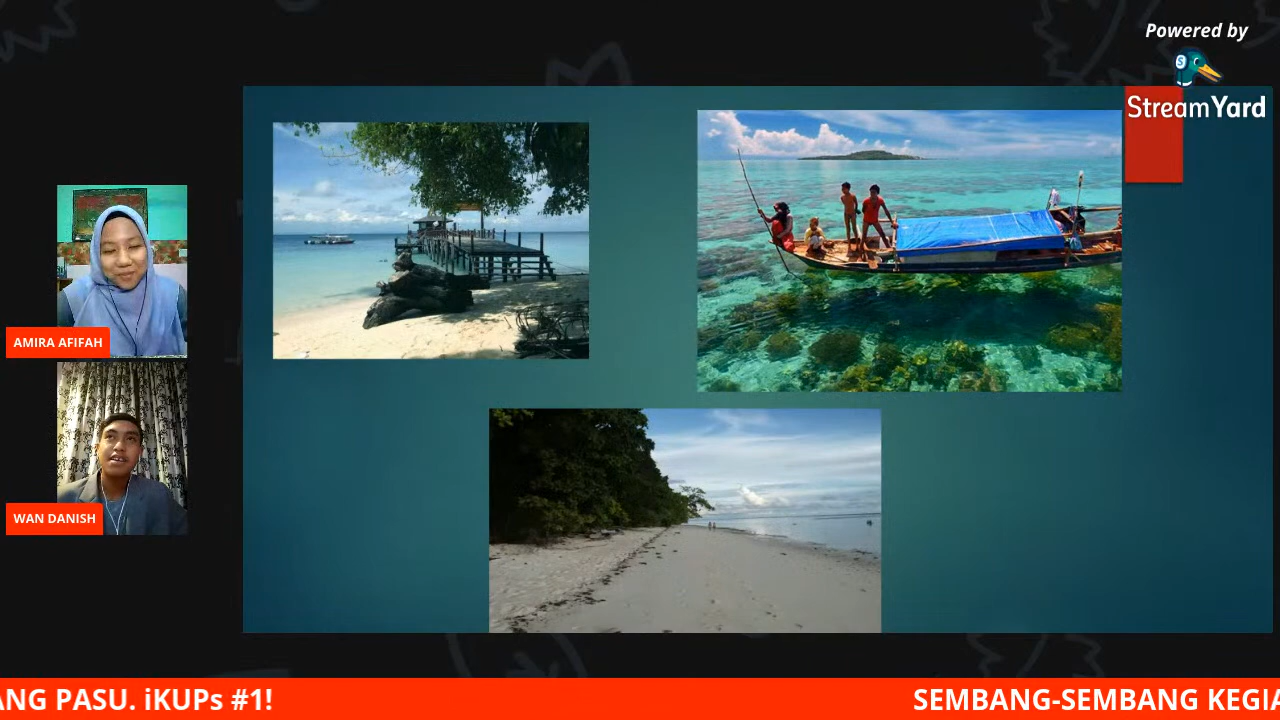 Powered by
StreamYard
AMIRA AFIFAH
WAN DANISH
ANG PASU. iKUPs #1!
SEMBANG-SEMBANG KEGIA